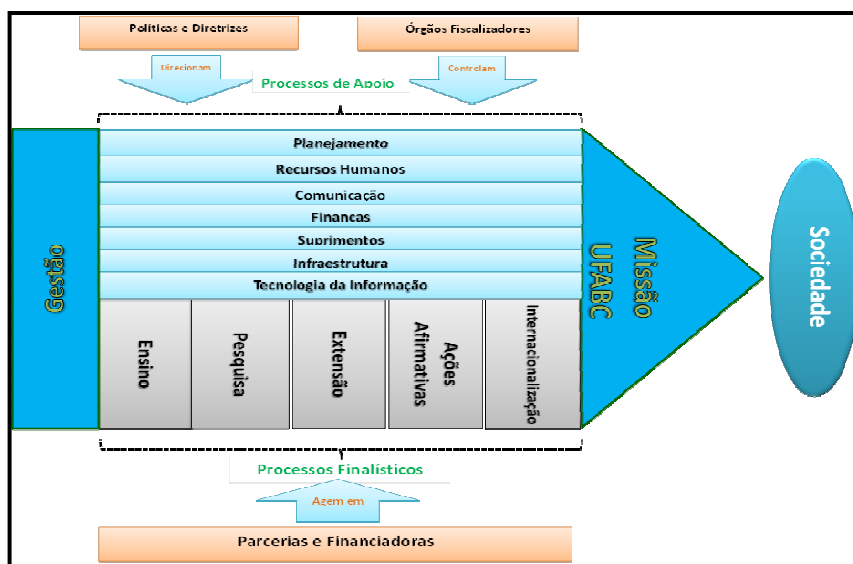 Políticas e Diretrizes
Órgãos Fiscalizadores
Direcionam
Controlam
Processos de Apoio
Planejamento
Recursos Humanos
Comunicação
Financas
Suprimentos
Infraestrutura
Tecnologia da Informação
Gestão
Ensino
Pesquisa
Extensão
Ações
Afirmativas
Internacionalização
Missão
UFABC
Sociedade
Processos Finalísticos
Agem em
Parcerias e Financiadoras